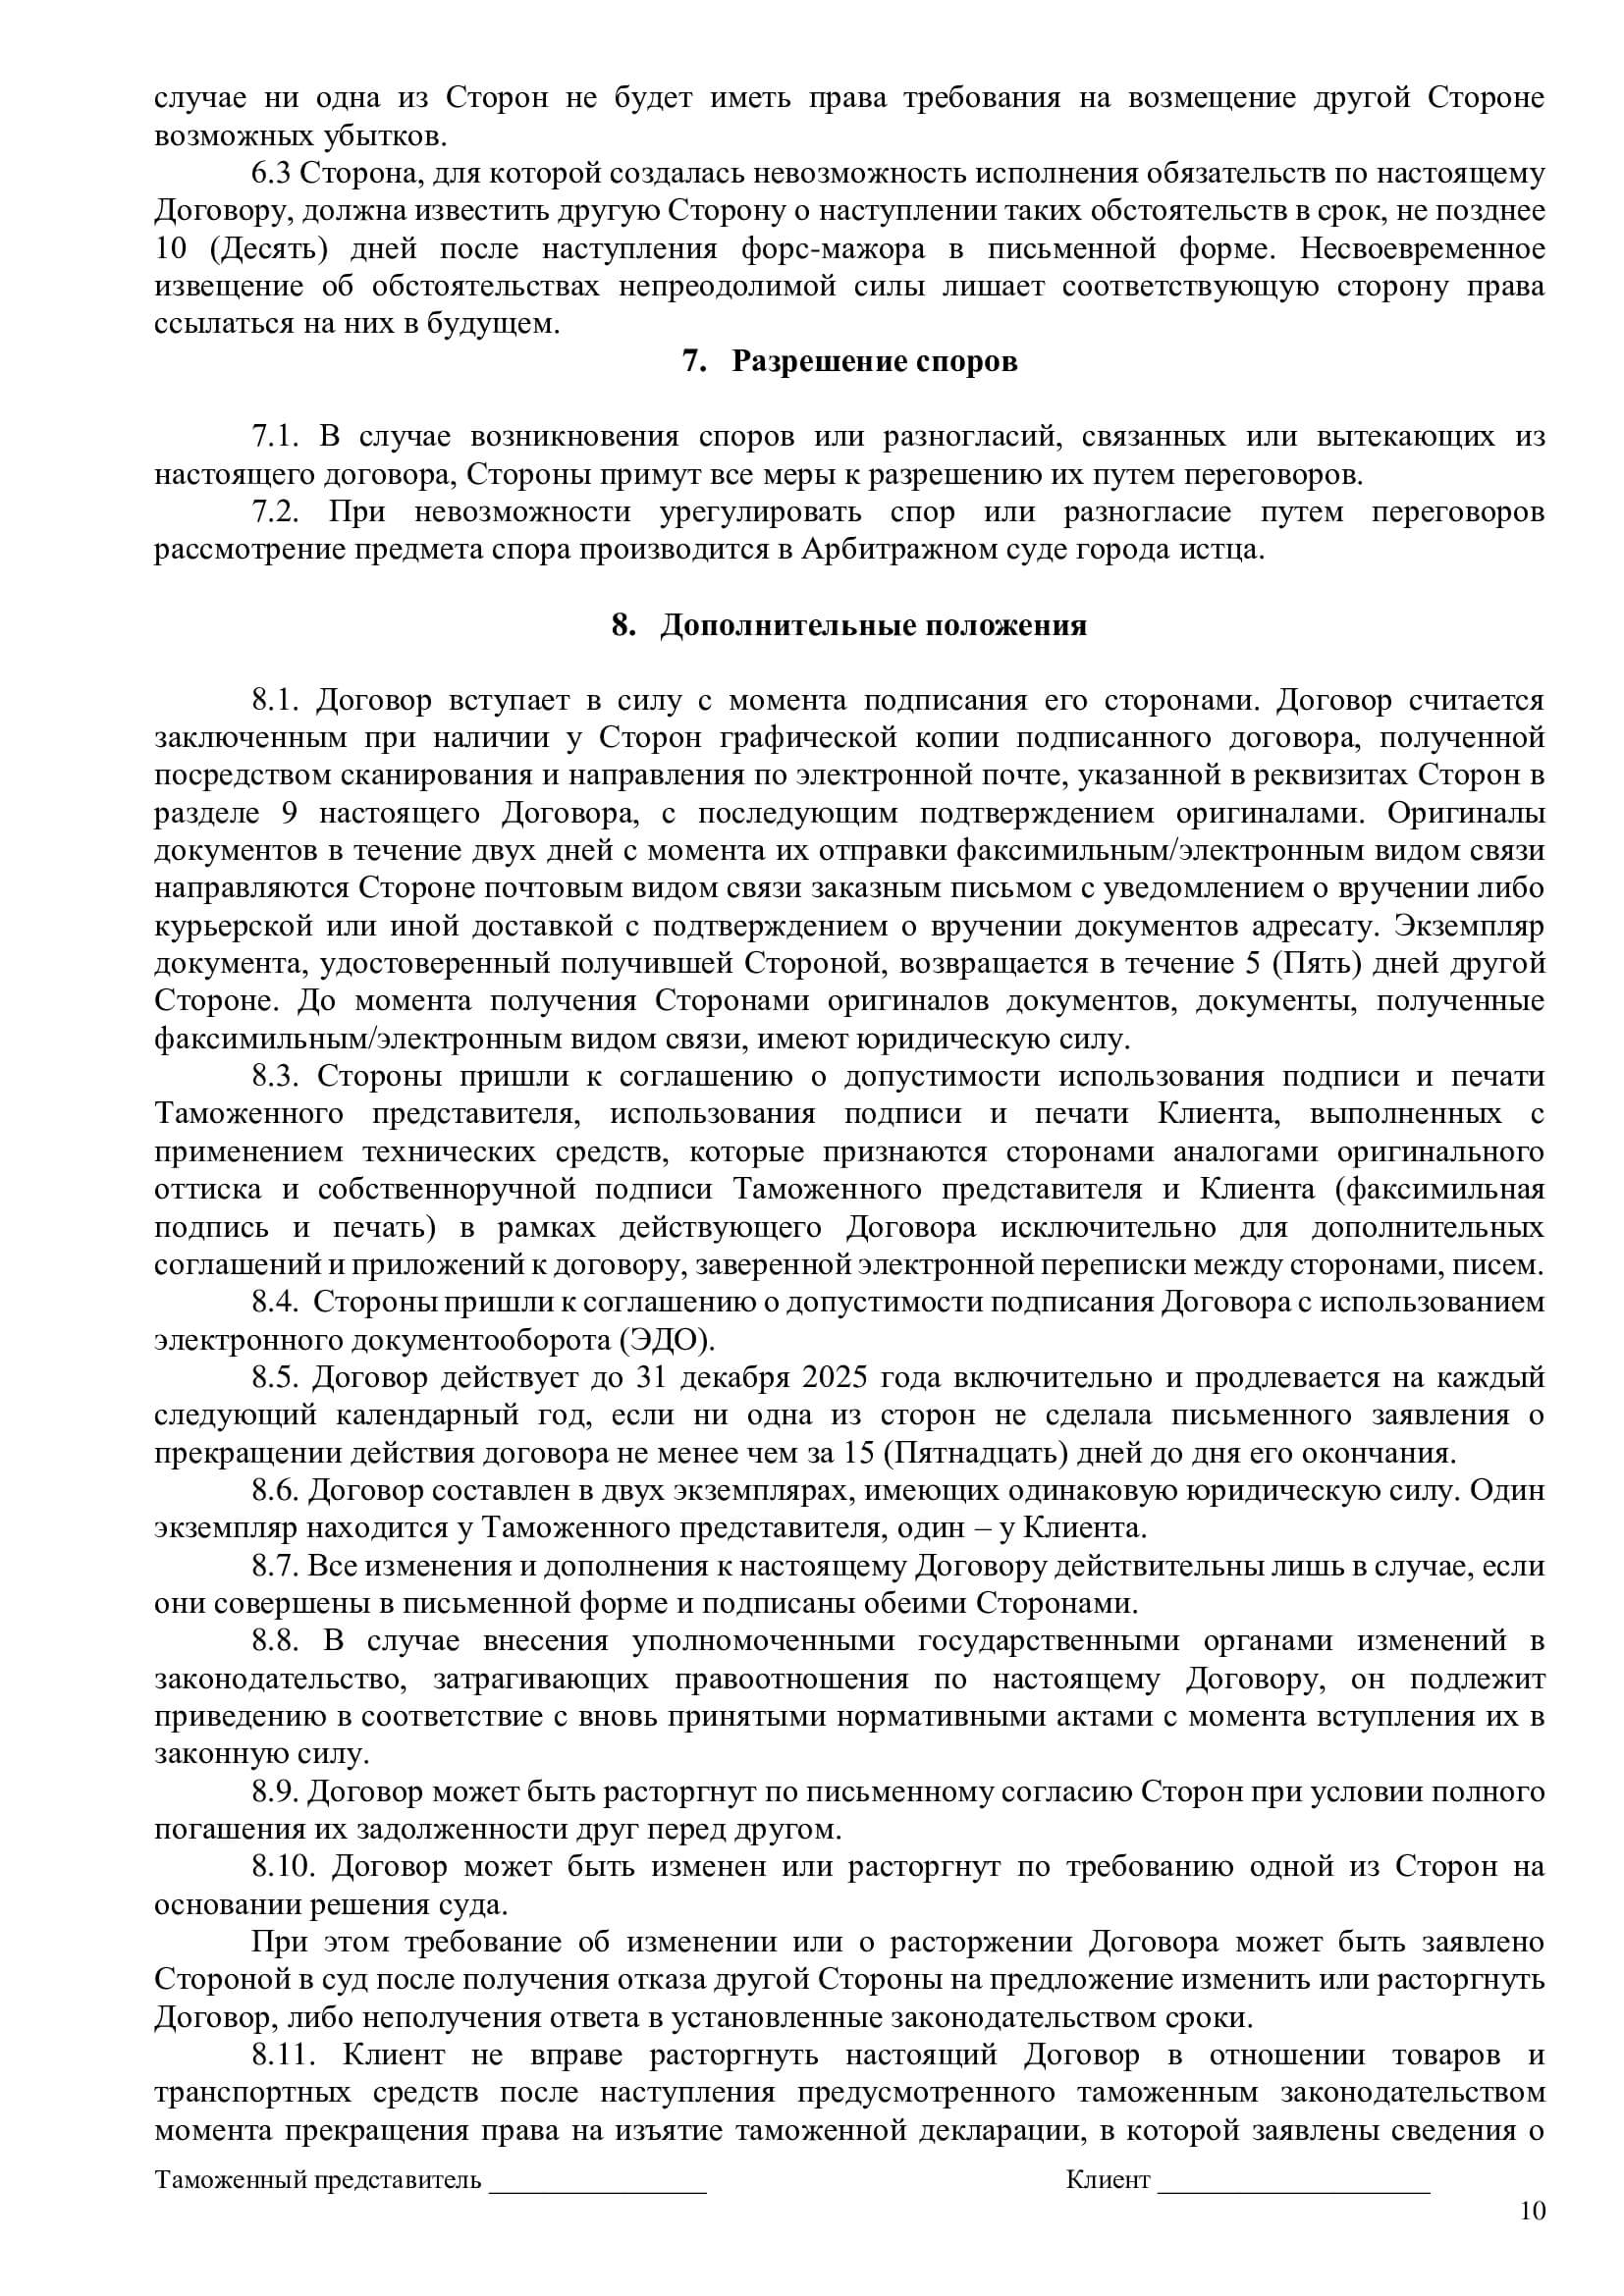 случае ни одна из Сторон не будет иметь права требования на возмещение другой Стороне
возможных убытков.
6.3 Сторона, для которой создалась невозможность исполнения обязательств по настоящему
Договору, должна известить другую Сторону о наступлении таких обстоятельств в срок, не позднее
10 (Десять) дней после наступления форс-мажора в письменной форме. Несвоевременное
извещение об обстоятельствах непреодолимой силы лишает соответствующую сторону права
ссылаться на них в будущем.
7. Разрешение споров
7.1. В случае возникновения споров или разногласий, связанных или вытекающих из
настоящего договора, Стороны примут все меры к разрешению их путем переговоров.
7.2. При невозможности урегулировать спор или разногласие путем переговоров
рассмотрение предмета спора производится в Арбитражном суде города истца.
8. Дополнительные положения
8.1. Договор вступает в силу с момента подписания его сторонами. Договор считается
заключенным при наличии у Сторон графической копии подписанного договора, полученной
посредством сканирования и направления по электронной почте, указанной в реквизитах Сторон в
разделе 9 настоящего Договора, с последующим подтверждением оригиналами. Оригиналы
документов в течение двух дней с момента их отправки факсимильным/электронным видом связи
направляются Стороне почтовым видом связи заказным письмом с уведомлением о вручении либо
курьерской или иной доставкой с подтверждением о вручении документов адресату. Экземпляр
документа, удостоверенный получившей Стороной, возвращается в течение 5 (Пять) дней другой
Стороне. До момента получения Сторонами оригиналов документов, документы, полученные
факсимильным/электронным видом связи, имеют юридическую силу.
8.3. Стороны пришли к соглашению о допустимости использования подписи и печати
Таможенного представителя, использования подписи и печати Клиента, выполненных с
применением технических средств, которые признаются сторонами аналогами оригинального
оттиска и собственноручной подписи Таможенного представителя и Клиента (факсимильная
подпись и печать) в рамках действующего Договора исключительно для дополнительных
соглашений и приложений к договору, заверенной электронной переписки между сторонами, писем.
8.4. Стороны пришли к соглашению о допустимости подписания Договора с использованием
электронного документооборота (ЭДО).
8.5. Договор действует до 31 декабря 2025 года включительно и продлевается на каждый
следующий календарный год, если ни одна из сторон не сделала письменного заявления о
прекращении действия договора не менее чем за 15 (Пятнадцать) дней до дня его окончания.
8.6. Договор составлен в двух экземплярах, имеющих одинаковую юридическую силу. Один
экземпляр находится у Таможенного представителя, один – у Клиента.
8.7. Все изменения и дополнения к настоящему Договору действительны лишь в случае, если
они совершены в письменной форме и подписаны обеими Сторонами.
8.8. В случае внесения уполномоченными государственными органами изменений в
законодательство, затрагивающих правоотношения по настоящему Договору, он подлежит
приведению в соответствие с вновь принятыми нормативными актами с момента вступления их в
законную силу.
8.9. Договор может быть расторгнут по письменному согласию Сторон при условии полного
погашения их задолженности друг перед другом.
8.10. Договор может быть изменен или расторгнут по требованию одной из Сторон на
основании решения суда.
При этом требование об изменении или о расторжении Договора может быть заявлено
Стороной в суд после получения отказа другой Стороны на предложение изменить или расторгнуть
Договор, либо неполучения ответа в установленные законодательством сроки.
8.11. Клиент не вправе расторгнуть настоящий Договор в отношении товаров и
транспортных средств после наступления предусмотренного таможенным законодательством
момента прекращения права на изъятие таможенной декларации, в которой заявлены сведения о
Таможенный представитель ________________ Клиент ____________________
10